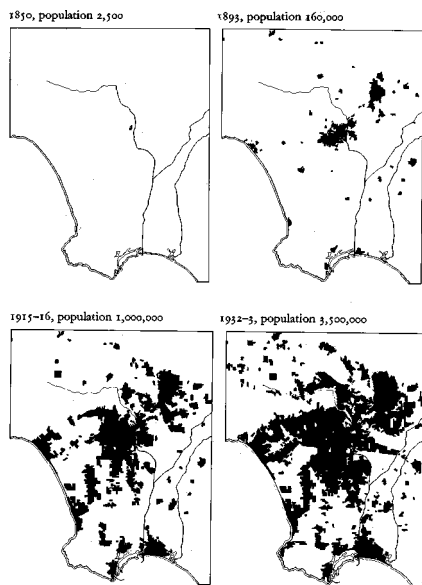 1850, population 2,500
1893, population 160,000
1915–16, population 1,000,000
1932–3, population 3,500,000